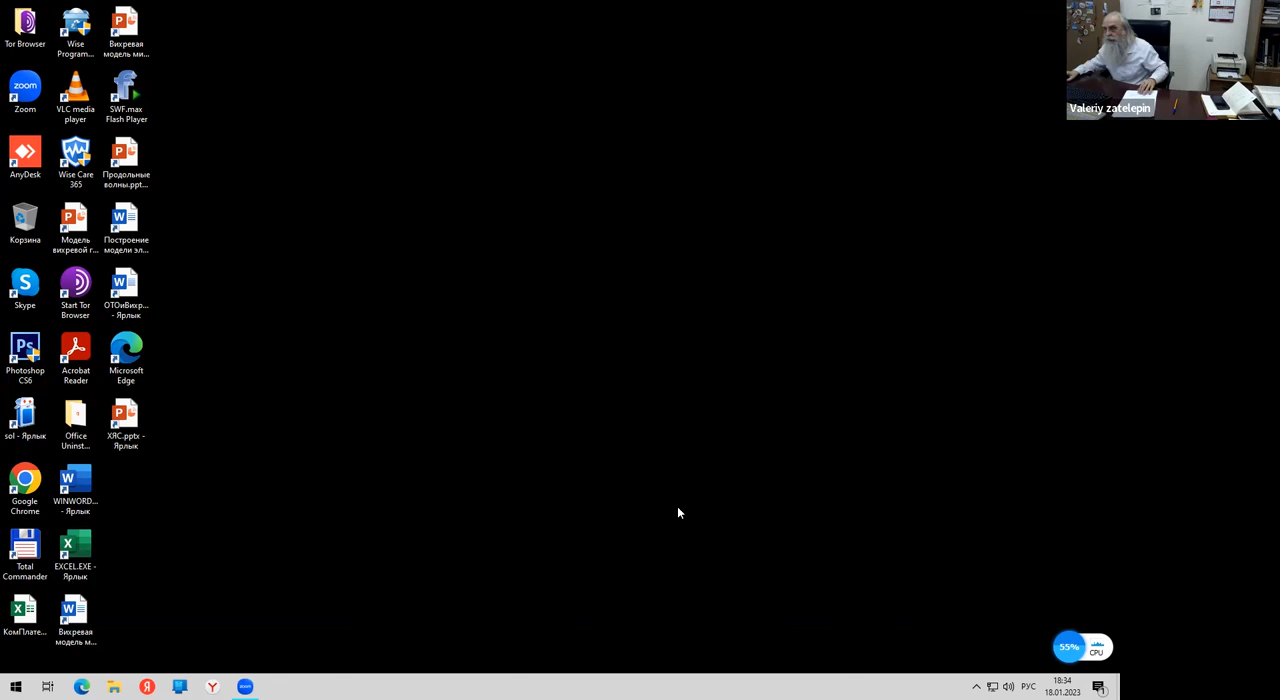 Tor Browser
Wise
Program...
Вихревая
модель ми...
zoom
Zoom
VLC media
player
SWF.max
Flash Player
AnyDesk
Wise Care
365
Продольные
волны.ppt...
Корзина
Модель
вихревой г...
Построение
модели эл...
Skype
Start Tor
Browser
ОТОиВихр...
- Ярлык
Ps
Photoshop
CS6
Acrobat
Reader
Microsoft
Edge
sol - Ярлык
Office
Uninst...
ХЯС.pptx -
Ярлык
Google
Chrome
WINWORD...
- Ярлык
Total
Commander
EXCEL.EXE -
Ярлык
КомПлате...
Вихревая
модель м...
Valeriy zatelepin
55%
CPU
РУС
18:34
18.01.2023